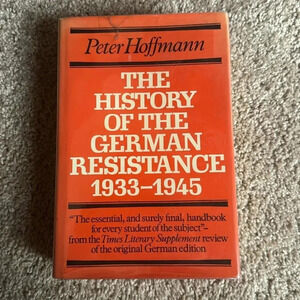 Peter Hoffmann
THE
HISTORY
OF THE
GERMAN
RESISTANCE
1933–1945
"The essential, and surely final, handbook
for every student of the subject"–
from the Times Literary Supplement review
of the original German edition